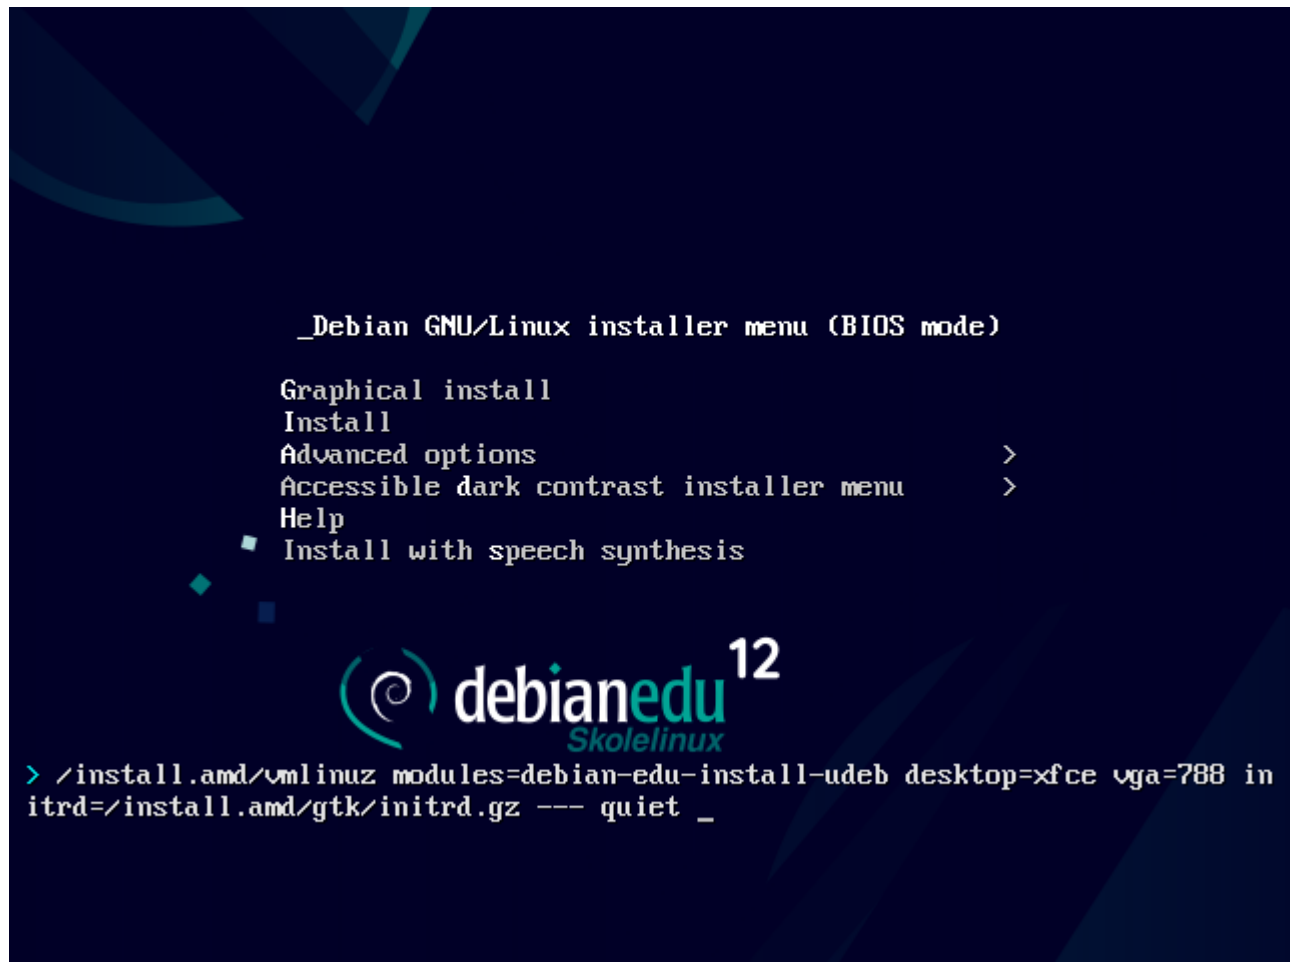 _Debian GNU/Linux installer menu (BIOS mode)
Graphical install
Install
Advanced options >
Accessible dark contrast installer menu >
Help
Install with speech synthesis
debianedu 12
Skolelinux
> /install.amd/vmlinuz modules=debian-edu-install-udeb desktop=xfce vga=788 in
itrd=/install.amd/gtk/initrd.gz --- quiet _